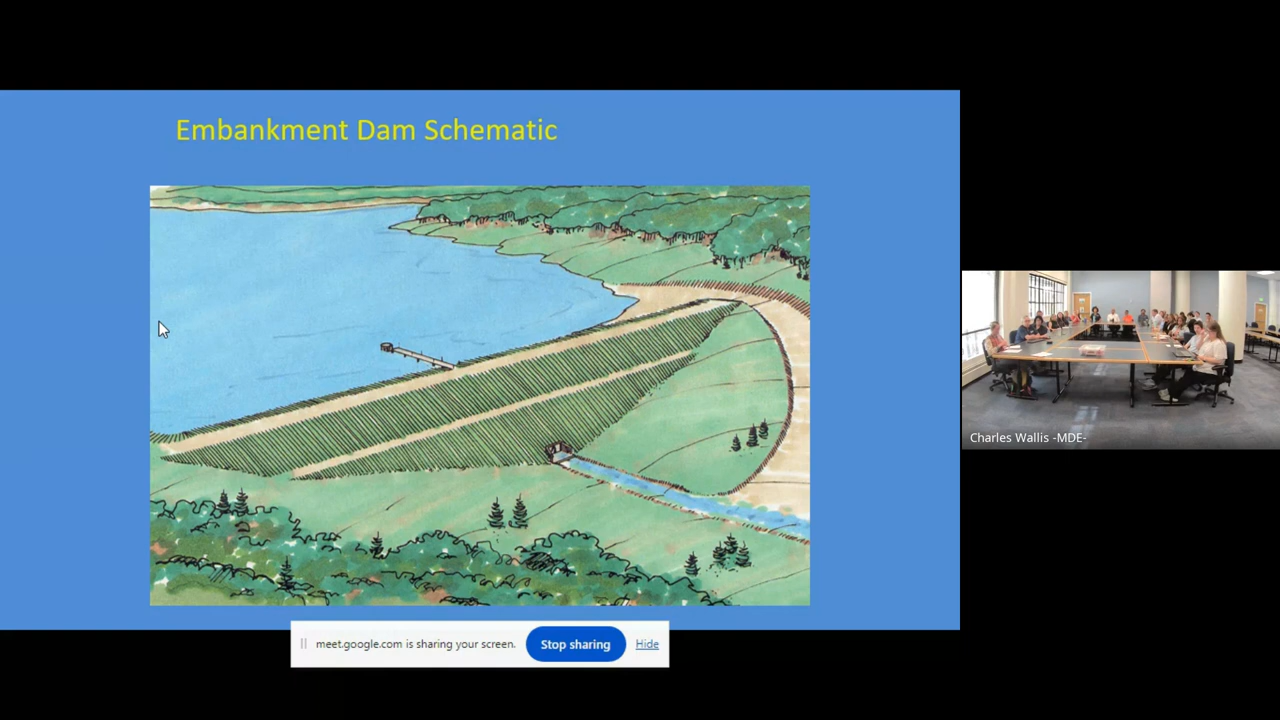 Embankment Dam Schematic
Charles Wallis -MDE-
meet.google.com is sharing your screen.
Stop sharing
Hide